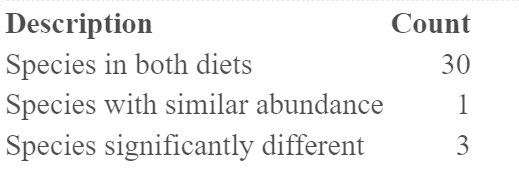 Description Count
Species in both diets 30
Species with similar abundance 1
Species significantly different 3